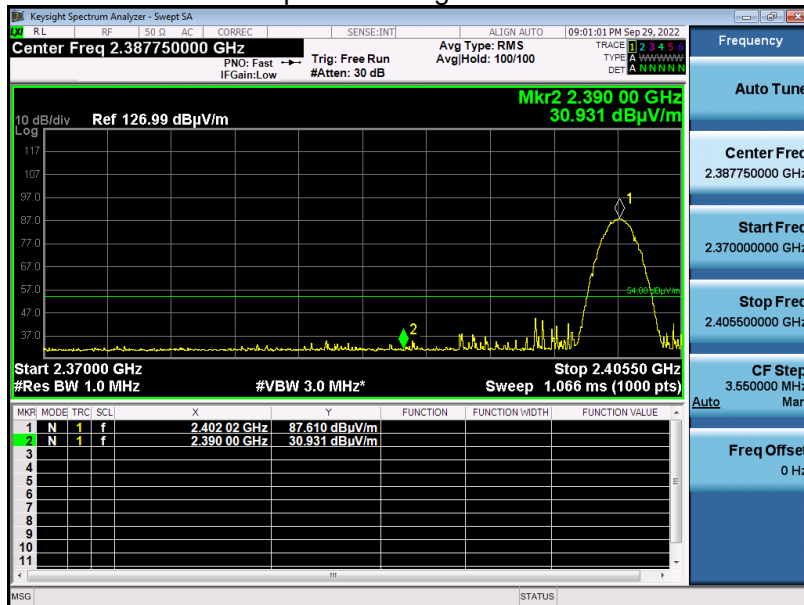 Keysight Spectrum Analyzer - Swept SA
RL RF 50 Ω AC CORREC SENSE:INT ALIGN AUTO 09:01:01 PM Sep 29, 2022
Center Freq 2.387750000 GHz
PNO: Fast
IFGain:Low
Trig: Free Run
#Atten: 30 dB
Avg Type: RMS
Avg|Hold: 100/100
TRACE 1 2 3 4 5 6
TYPE A WWWWW
DET A N N N N N
Mkr2 2.390 00 GHz
30.931 dBµV/m
10 dB/div Ref 126.99 dBµV/m
Log
117
107
97.0
87.0
77.0
67.0
57.0
47.0
37.0
1
2
54.00 dBµV/m
Start 2.37000 GHz Stop 2.40550 GHz
#Res BW 1.0 MHz #VBW 3.0 MHz* Sweep 1.066 ms (1000 pts)
MKR MODE TRC SCL X Y FUNCTION FUNCTION WIDTH FUNCTION VALUE
1 N 1 f 2.402 02 GHz 87.610 dBµV/m
2 N 1 f 2.390 00 GHz 30.931 dBµV/m
3
4
5
6
7
8
9
10
11
MSG STATUS
Frequency
Auto Tune
Center Freq
2.387750000 GHz
Start Freq
2.370000000 GHz
Stop Freq
2.405500000 GHz
CF Step
3.550000 MHz
Auto Man
Freq Offset
0 Hz